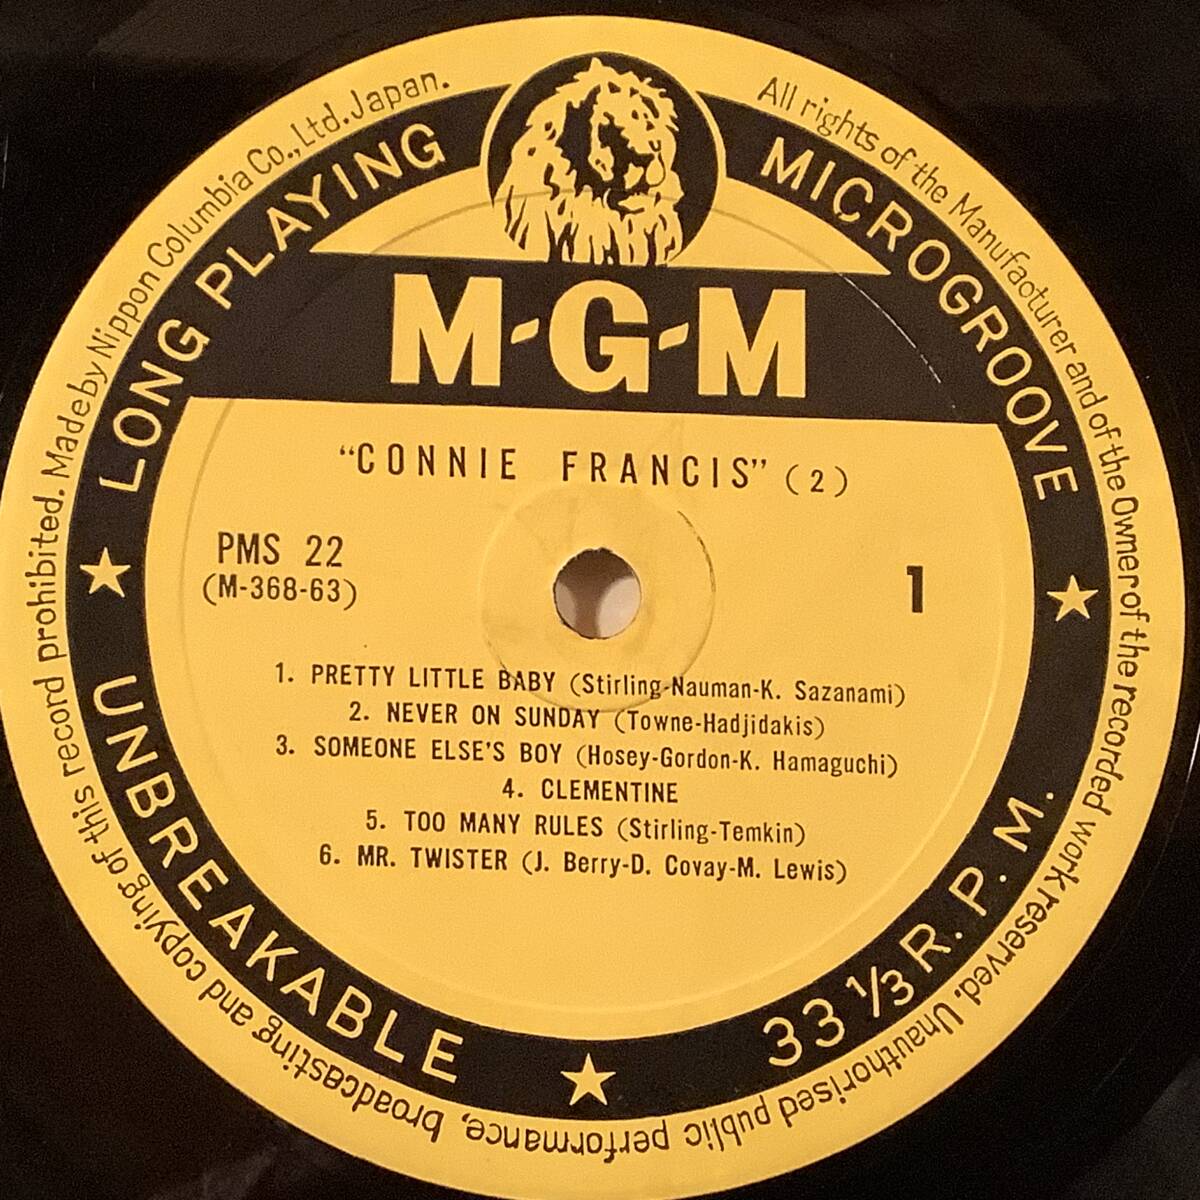 Made by Nippon Columbia Co., Ltd. Japan.
All rights of the Manufacturer and of the Owner of the recorded work reserved. Unauthorised public performance, broadcasting and copying of this record prohibited.
LONG PLAYING
MICROGROOVE
M-G-M
"CONNIE FRANCIS" (2)
PMS 22
(M-368-63)
1
1. PRETTY LITTLE BABY (Stirling-Nauman-K. Sazanami)
2. NEVER ON SUNDAY (Towne-Hadjidakis)
3. SOMEONE ELSE'S BOY (Hosey-Gordon-K. Hamaguchi)
4. CLEMENTINE
5. TOO MANY RULES (Stirling-Temkin)
6. MR. TWISTER (J. Berry-D. Covay-M. Lewis)
UNBREAKABLE
33 1/3 R. P. M.